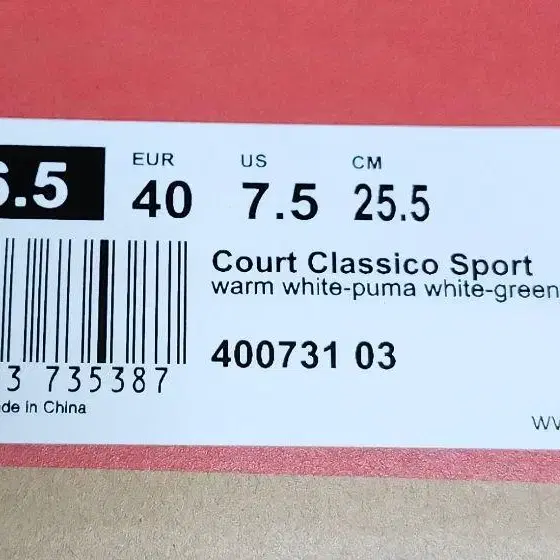 EUR US CM
6.5 40 7.5 25.5
Court Classico Sport
warm white-puma white-green
400731 03
3 735387
de in China